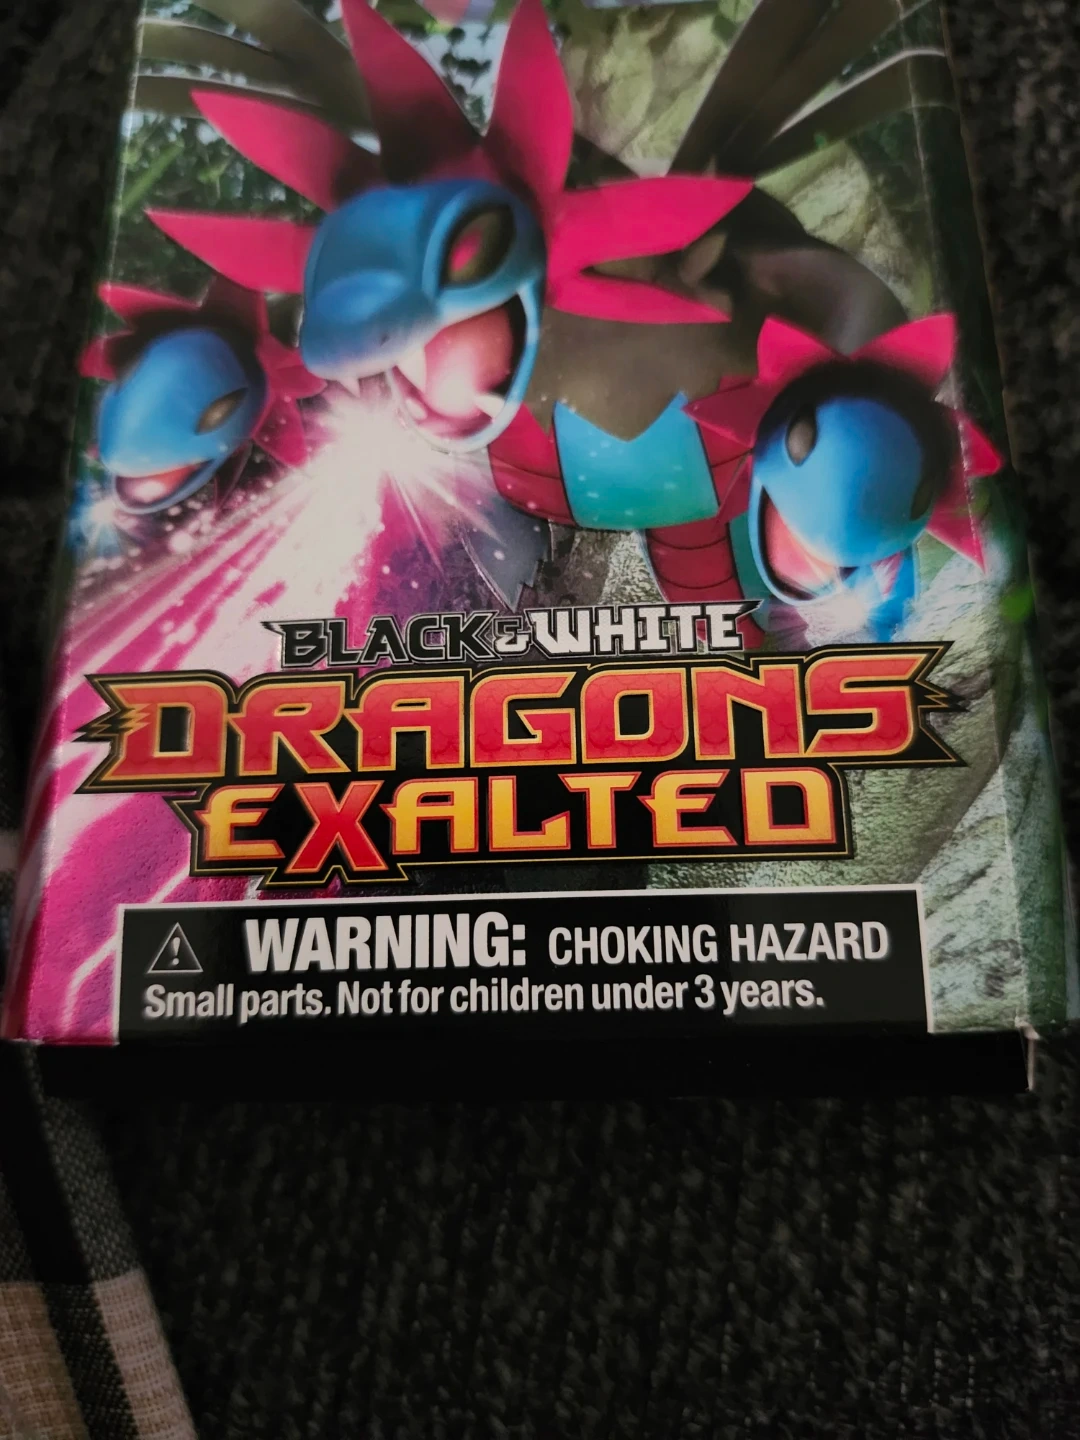 BLACK & WHITE
DRAGONS
EXALTED
WARNING: CHOKING HAZARD
Small parts. Not for children under 3 years.